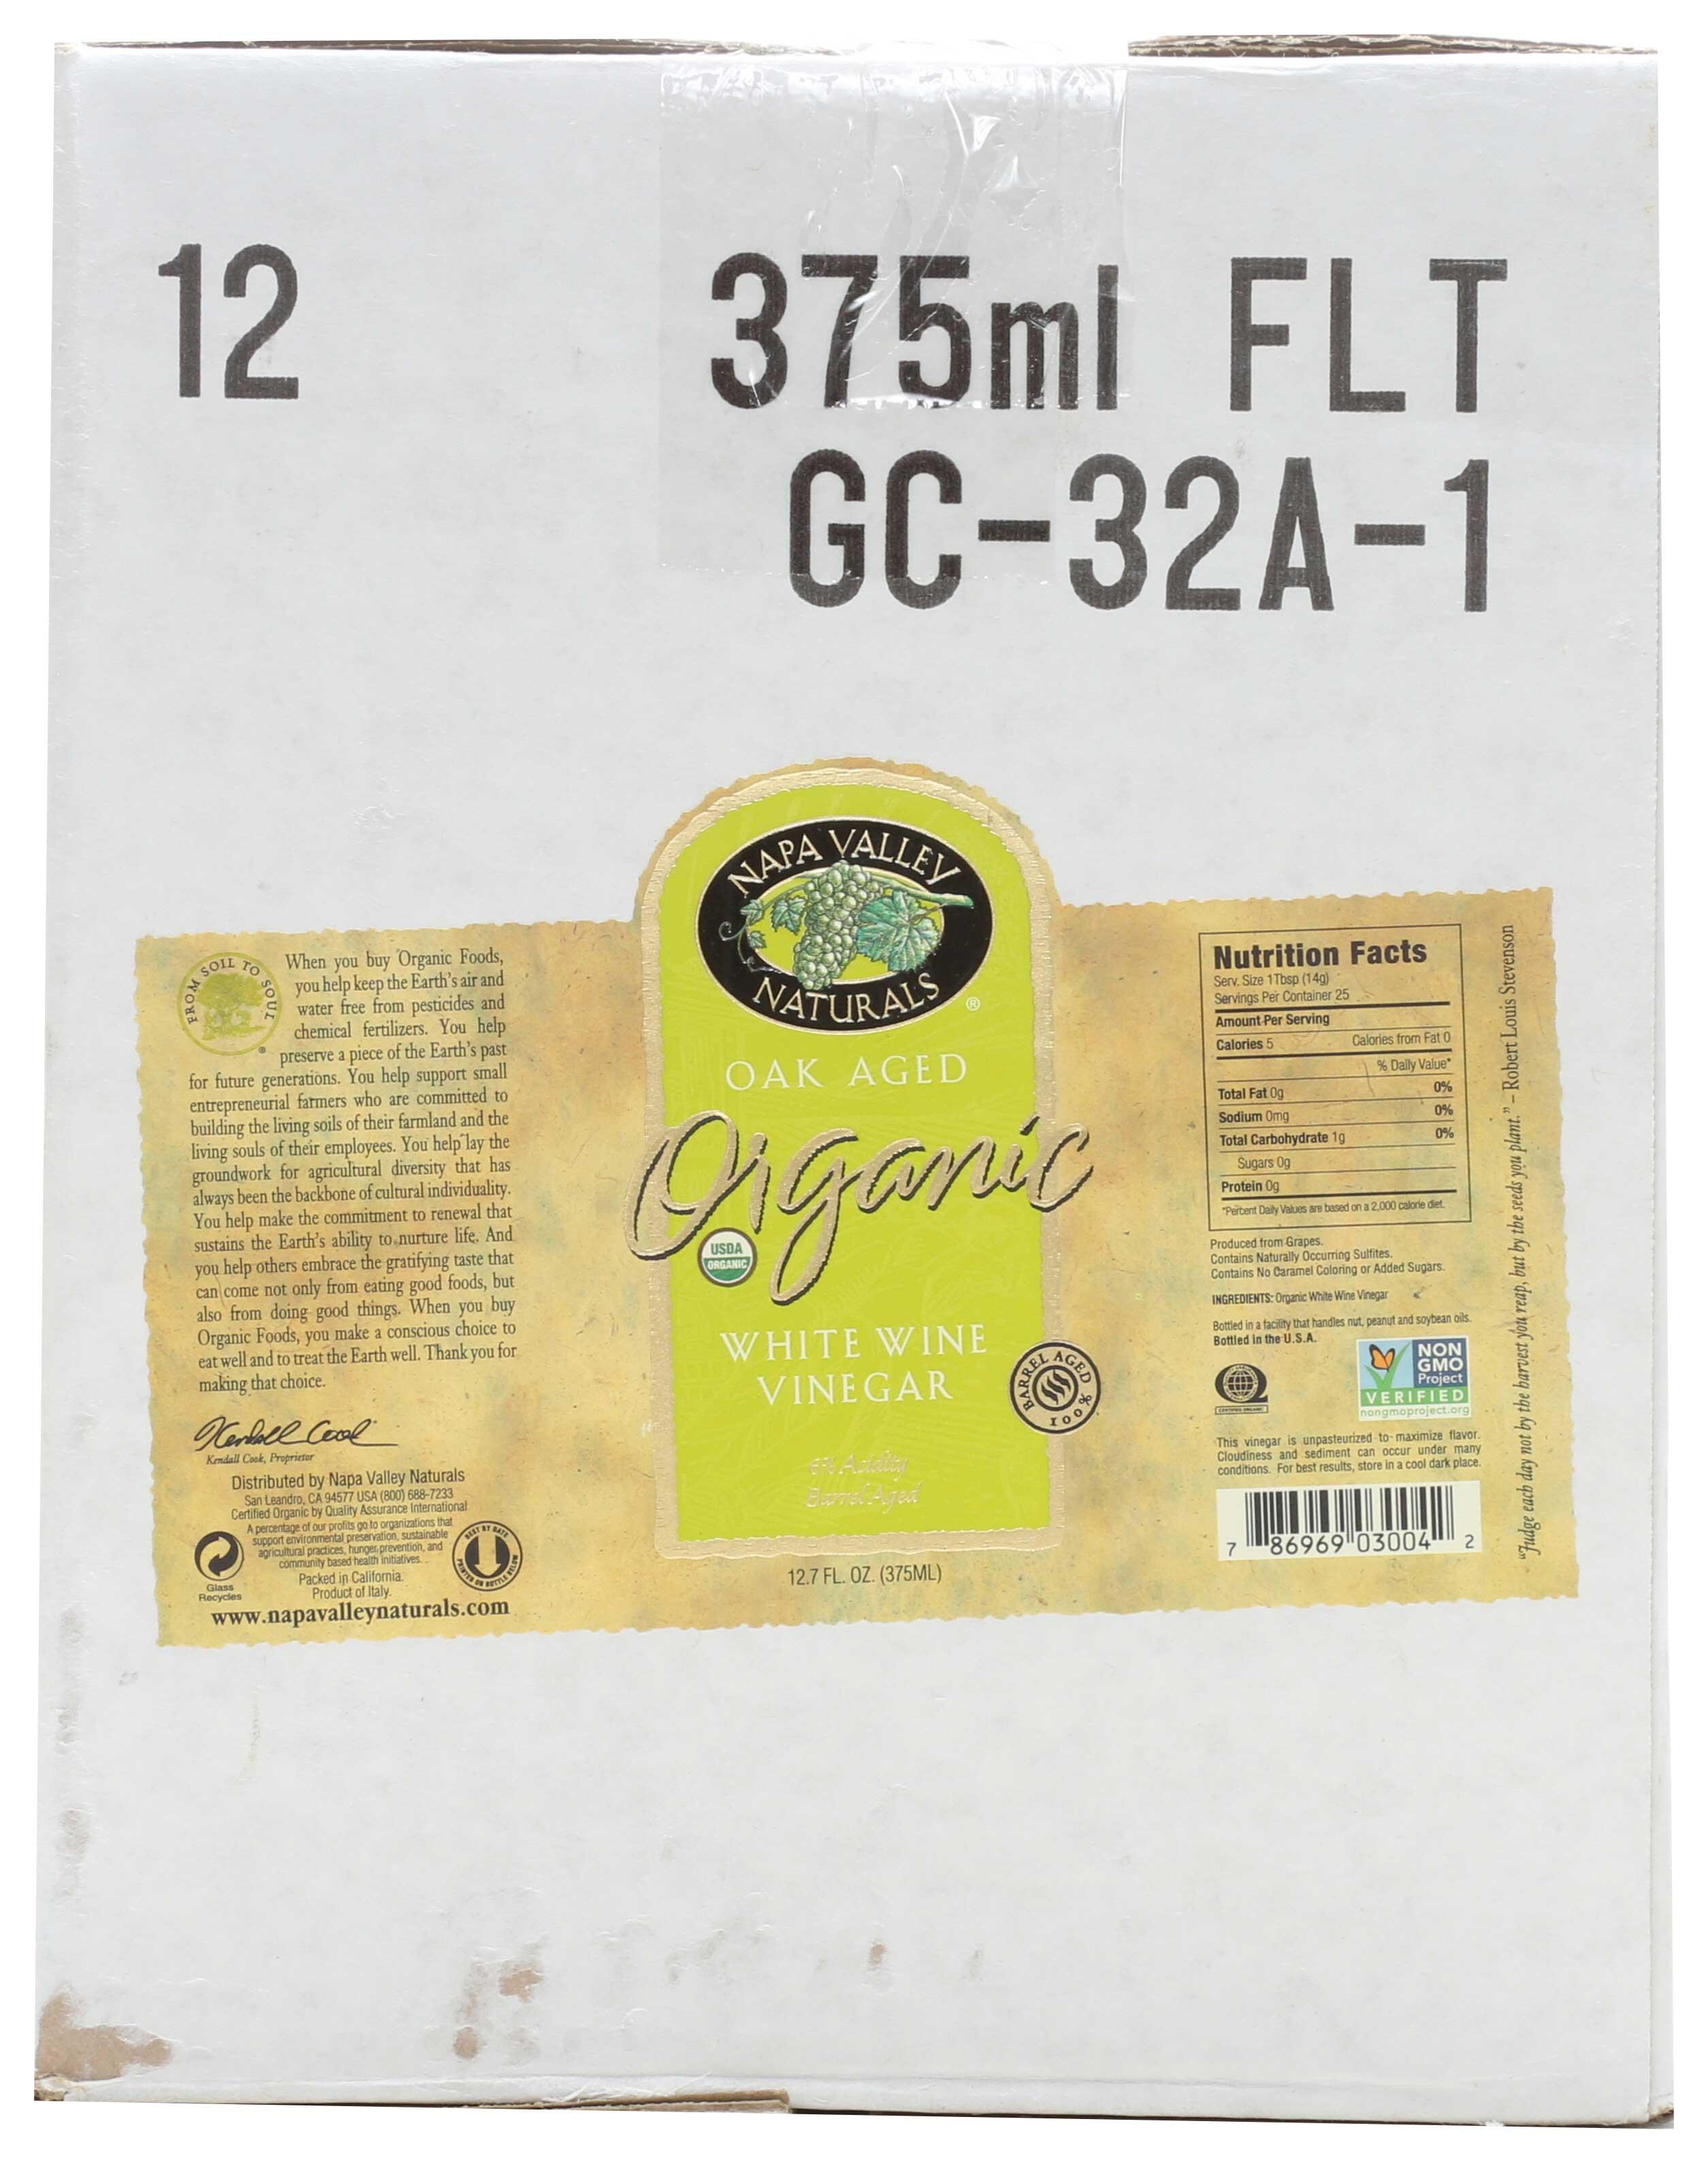 12 375ml FLT
GC-32A-1
NAPA VALLEY
NATURALS ®
OAK AGED
Organic
USDA
ORGANIC
WHITE WINE
VINEGAR
BARREL AGED
100%
6% Acidity
Barrel Aged
12.7 FL. OZ. (375ML)
FROM SOIL TO SOUL
When you buy Organic Foods,
you help keep the Earth's air and
water free from pesticides and
chemical fertilizers. You help
preserve a piece of the Earth's past
for future generations. You help support small
entrepreneurial farmers who are committed to
building the living soils of their farmland and the
living souls of their employees. You help lay the
groundwork for agricultural diversity that has
always been the backbone of cultural individuality.
You help make the commitment to renewal that
sustains the Earth's ability to nurture life. And
you help others embrace the gratifying taste that
can come not only from eating good foods, but
also from doing good things. When you buy
Organic Foods, you make a conscious choice to
eat well and to treat the Earth well. Thank you for
making that choice.
Kendall Cook
Kendall Cook, Proprietor
Distributed by Napa Valley Naturals
San Leandro, CA 94577 USA (800) 688-7233
Certified Organic by Quality Assurance International
A percentage of our profits go to organizations that
support environmental preservation, sustainable
agricultural practices, hunger prevention, and
community based health initiatives.
Packed in California.
Product of Italy.
Glass
Recycles
BEST BY DATE
PRINTED ON BOTTLE BELOW
www.napavalleynaturals.com
Nutrition Facts
Serv. Size 1Tbsp (14g)
Servings Per Container 25
Amount Per Serving
Calories 5 Calories from Fat 0
% Daily Value*
Total Fat 0g 0%
Sodium 0mg 0%
Total Carbohydrate 1g 0%
Sugars 0g
Protein 0g
*Percent Daily Values are based on a 2,000 calorie diet.
Produced from Grapes.
Contains Naturally Occurring Sulfites.
Contains No Caramel Coloring or Added Sugars.
INGREDIENTS: Organic White Wine Vinegar
Bottled in a facility that handles nut, peanut and soybean oils.
Bottled in the U.S.A.
CERTIFIED ORGANIC
NON
GMO
Project
VERIFIED
nongmoproject.org
This vinegar is unpasteurized to maximize flavor.
Cloudiness and sediment can occur under many
conditions. For best results, store in a cool dark place.
7 86969 03004 2
"Judge each day not by the harvest you reap, but by the seeds you plant." – Robert Louis Stevenson